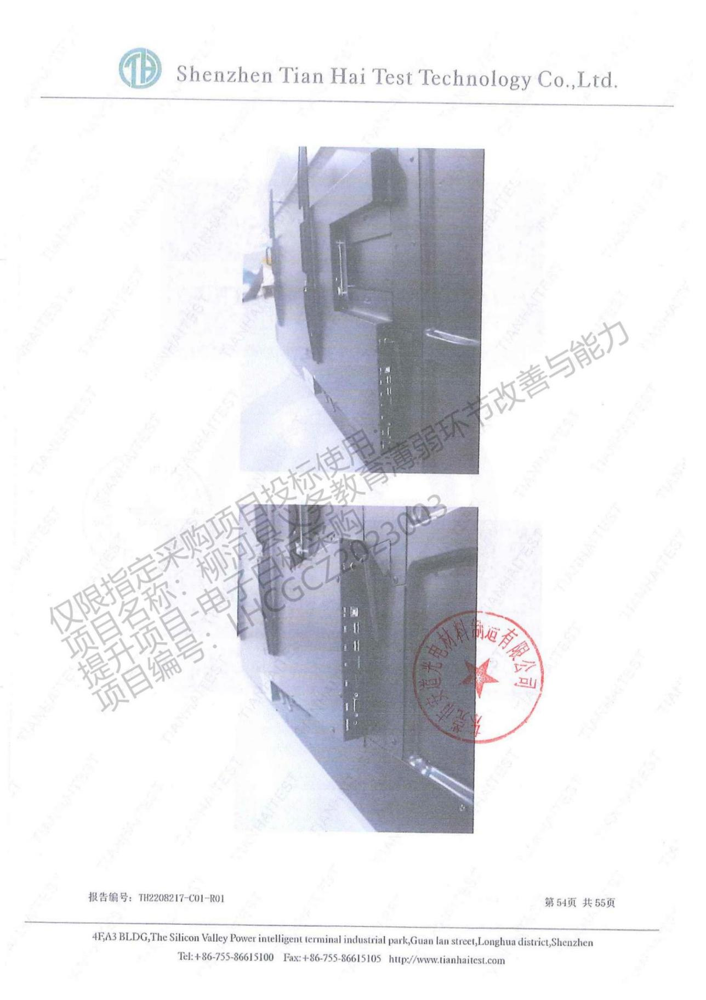 TH
Shenzhen Tian Hai Test Technology Co.,Ltd.
仅限指定采购项目投标使用：
项目名称：柳河县义务教育薄弱环节改善与能力
提升项目-电子白板采购
项目编号：LHCGCZ2023003
光电材料制造有限公司
报告编号：TH2208217-C01-R01
第 54页 共 55页
4F,A3 BLDG,The Silicon Valley Power intelligent terminal industrial park,Guan lan street,Longhua district,Shenzhen
Tel:+86-755-86615100 Fax:+86-755-86615105 http://www.tianhaitest.com
TIANHAITEST